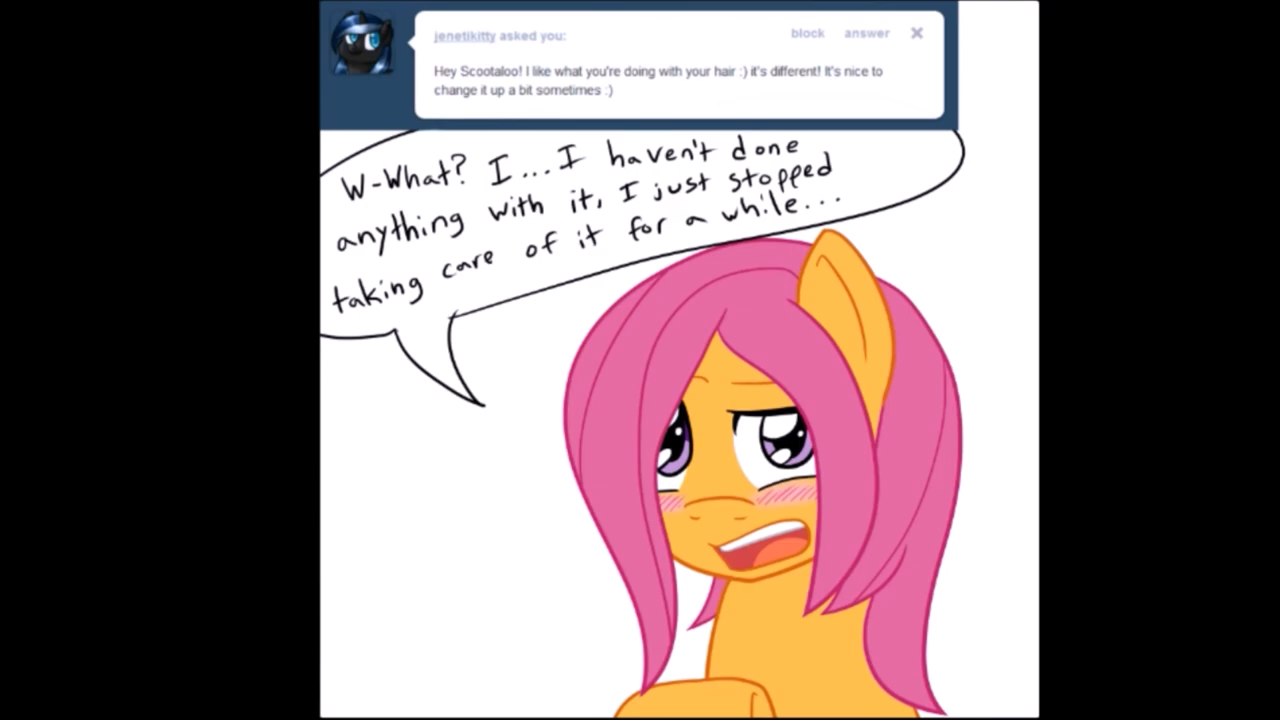 jenetikitty asked you:
block answer ×
Hey Scootaloo! I like what you're doing with your hair :) it's different! It's nice to
change it up a bit sometimes :)
W-What? I...I haven't done
anything with it, I just stopped
taking care of it for a while...